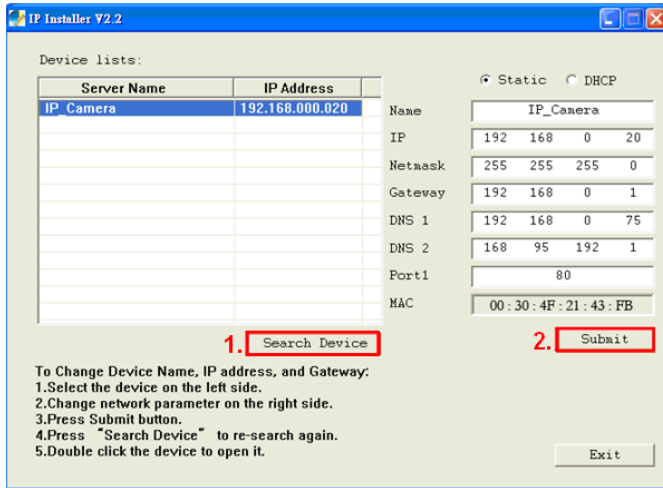 IP Installer V2.2
Device lists:
Server Name IP Address
IP_Camera 192.168.000.020
Static DHCP
Name IP_Camera
IP 192 168 0 20
Netmask 255 255 255 0
Gateway 192 168 0 1
DNS 1 192 168 0 75
DNS 2 168 95 192 1
Port1 80
MAC 00 : 30 : 4F : 21 : 43 : FB
1. Search Device
2. Submit
To Change Device Name, IP address, and Gateway:
1.Select the device on the left side.
2.Change network parameter on the right side.
3.Press Submit button.
4.Press “Search Device” to re-search again.
5.Double click the device to open it.
Exit